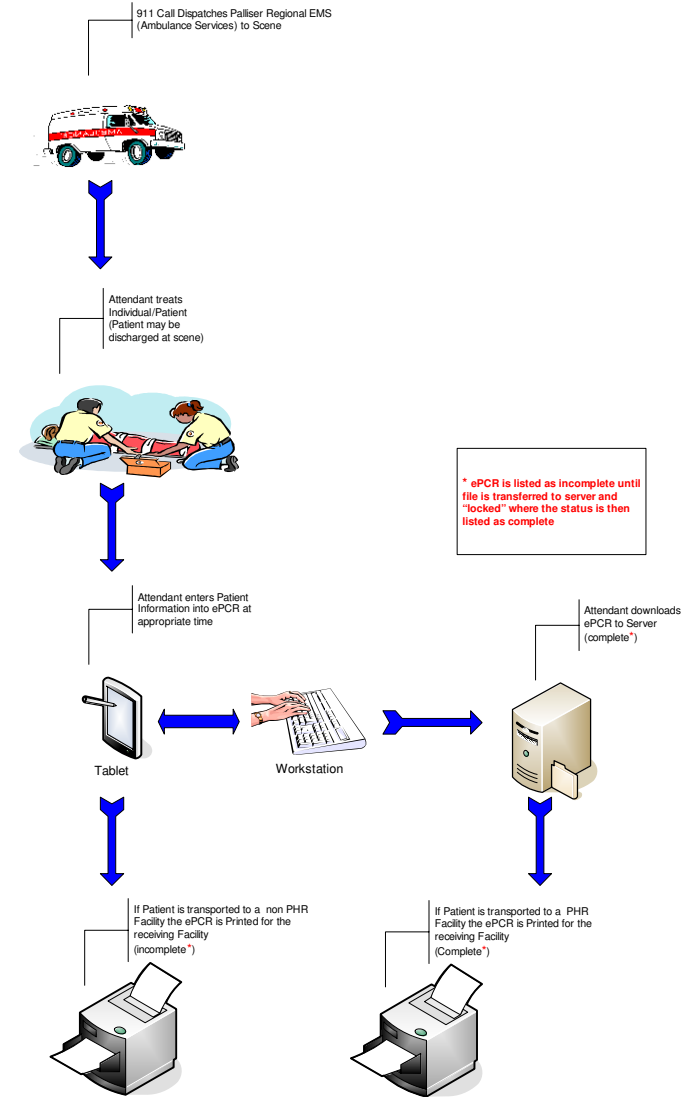 911 Call Dispatches Palliser Regional EMS
(Ambulance Services) to Scene
Attendant treats
Individual/Patient
(Patient may be
discharged at scene)
* ePCR is listed as incomplete until
file is transferred to server and
“locked” where the status is then
listed as complete
Attendant enters Patient
Information into ePCR at
appropriate time
Attendant downloads
ePCR to Server
(complete*)
Tablet
Workstation
If Patient is transported to a non PHR
Facility the ePCR is Printed for the
receiving Facility
(incomplete*)
If Patient is transported to a PHR
Facility the ePCR is Printed for the
receiving Facility
(Complete*)